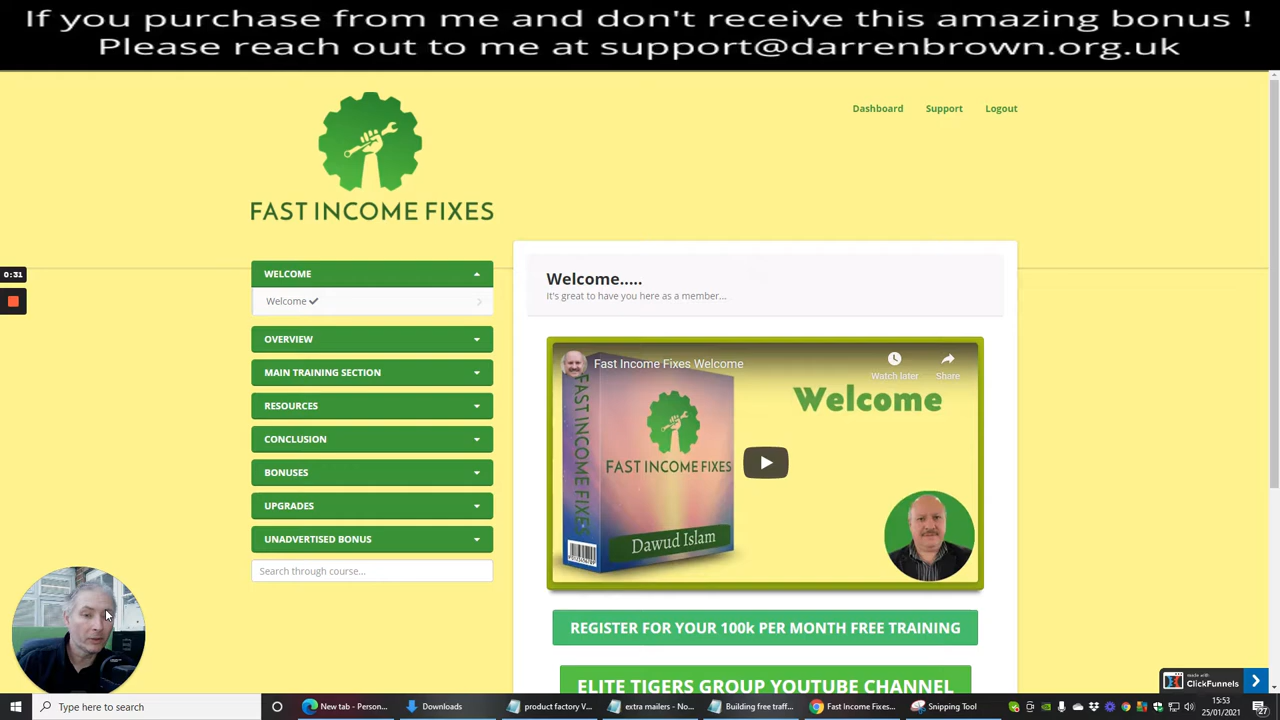 If you purchase from me and don't receive this amazing bonus !
Please reach out to me at support@darrenbrown.org.uk
Dashboard
Support
Logout
FAST INCOME FIXES
0:31
WELCOME
Welcome
OVERVIEW
MAIN TRAINING SECTION
RESOURCES
CONCLUSION
BONUSES
UPGRADES
UNADVERTISED BONUS
Search through course...
Welcome.....
It's great to have you here as a member...
Fast Income Fixes Welcome
Watch later
Share
Welcome
FAST INCOME FIXES
FAST INCOME FIXES
Dawud Islam
REGISTER FOR YOUR 100k PER MONTH FREE TRAINING
ELITE TIGERS GROUP YOUTUBE CHANNEL
made with
ClickFunnels
Type here to search
New tab - Person...
Downloads
product factory V...
extra mailers - No...
Building free traff...
Fast Income Fixes...
Snipping Tool
15:53
25/01/2021